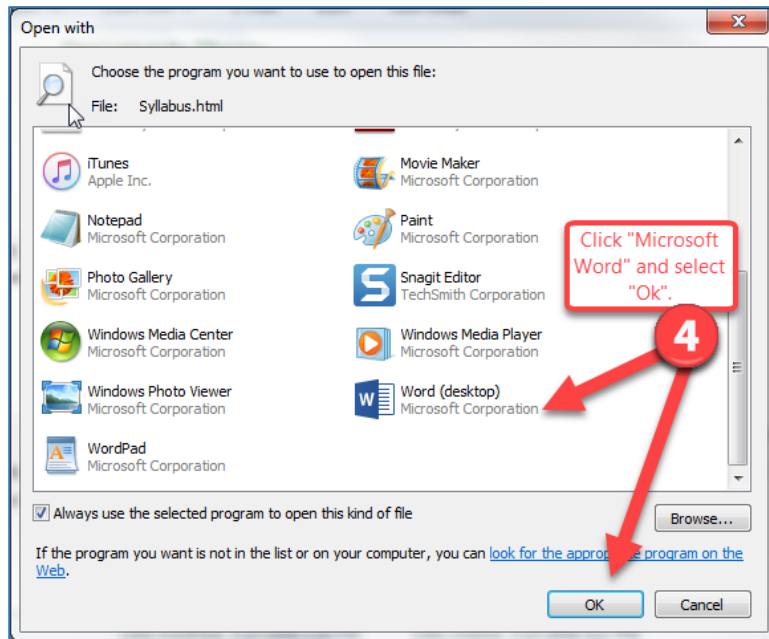 Open with
Choose the program you want to use to open this file:
File: Syllabus.html
iTunes
Apple Inc.
Movie Maker
Microsoft Corporation
Notepad
Microsoft Corporation
Paint
Microsoft Corporation
Photo Gallery
Microsoft Corporation
Snagit Editor
TechSmith Corporation
Windows Media Center
Microsoft Corporation
Windows Media Player
Microsoft Corporation
Windows Photo Viewer
Microsoft Corporation
Word (desktop)
Microsoft Corporation
WordPad
Microsoft Corporation
Click "Microsoft
Word" and select
"Ok".
4
Always use the selected program to open this kind of file
Browse...
If the program you want is not in the list or on your computer, you can look for the program on the
Web.
OK
Cancel